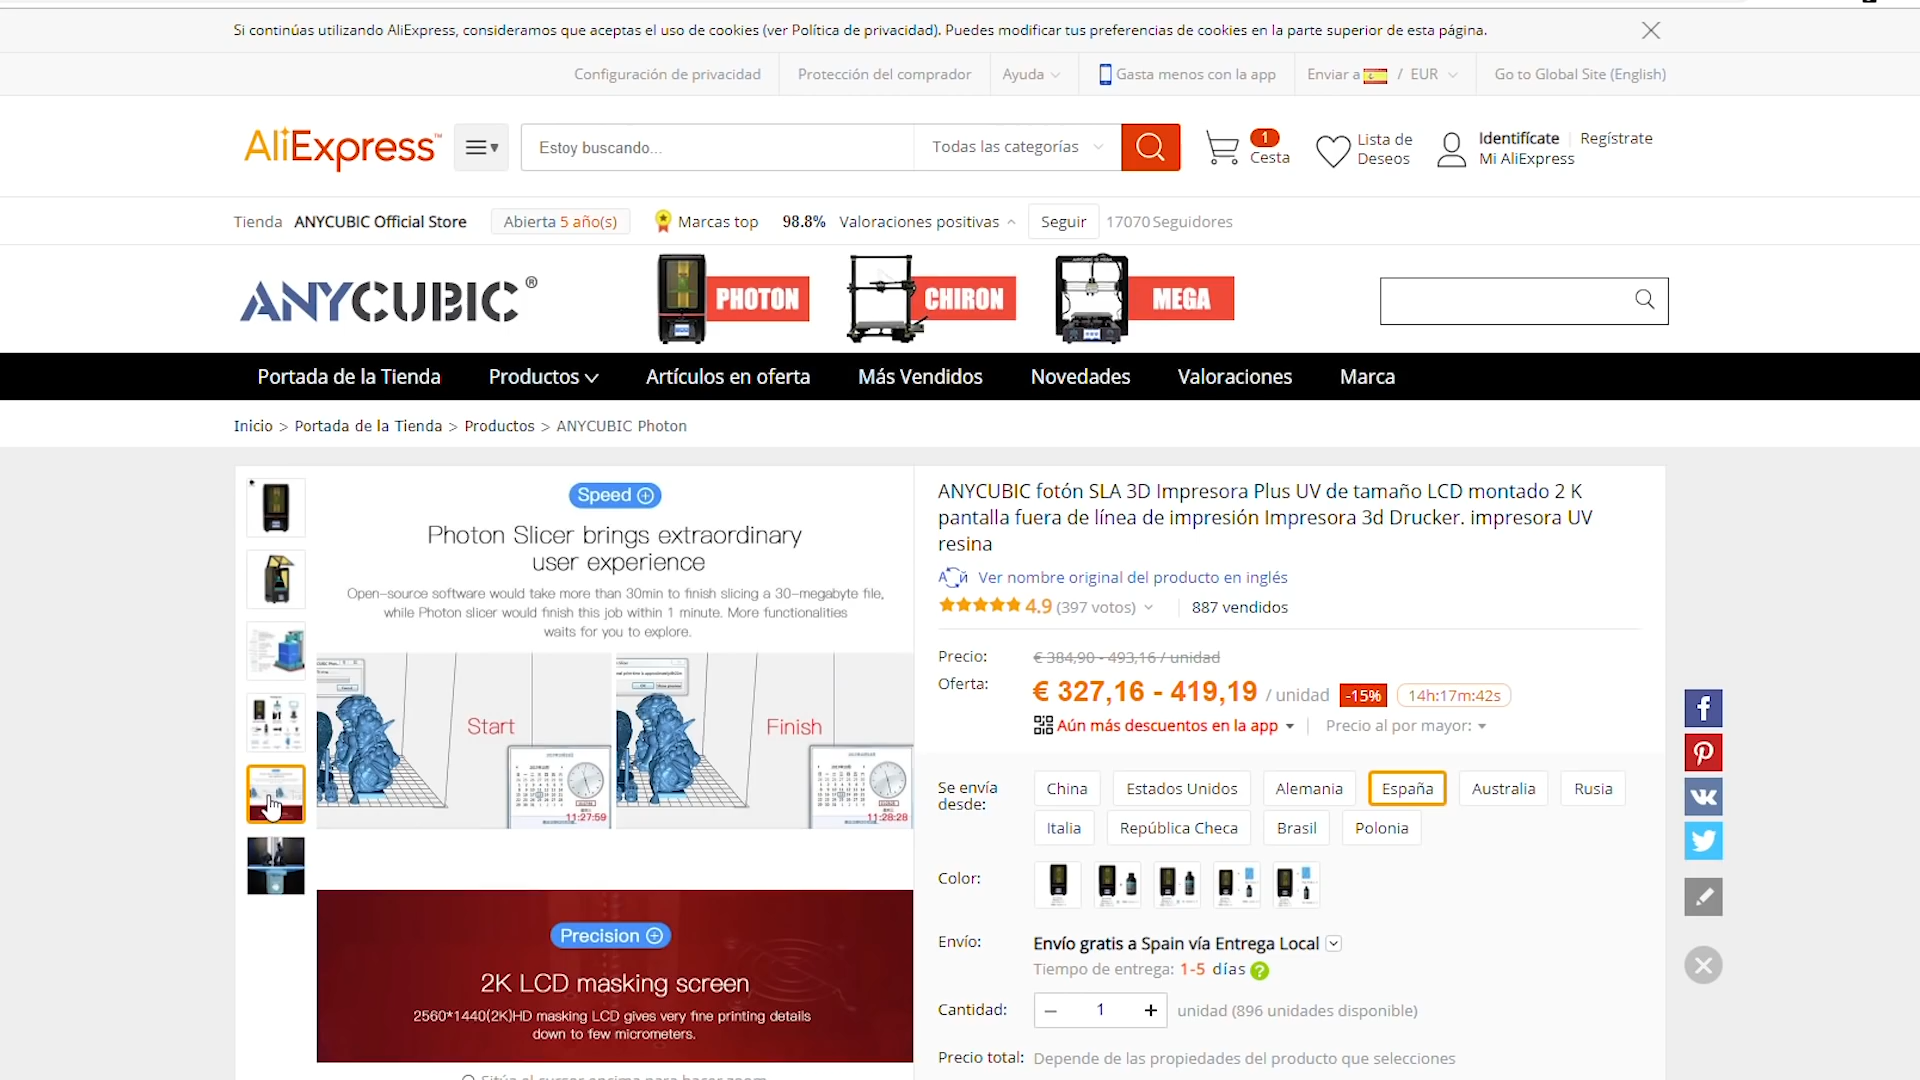 Si continúas utilizando AliExpress, consideramos que aceptas el uso de cookies (ver Política de privacidad). Puedes modificar tus preferencias de cookies en la parte superior de esta página.
Configuración de privacidad Protección del comprador Ayuda Gasta menos con la app Enviar a / EUR Go to Global Site (English)
AliExpress™ Estoy buscando... Todas las categorías 1 Cesta Lista de Deseos Identifícate Regístrate Mi AliExpress
Tienda ANYCUBIC Official Store Abierta 5 año(s) Marcas top 98.8% Valoraciones positivas Seguir 17070 Seguidores
ANYCUBIC® PHOTON CHIRON MEGA
Portada de la Tienda Productos Artículos en oferta Más Vendidos Novedades Valoraciones Marca
Inicio > Portada de la Tienda > Productos > ANYCUBIC Photon
Speed
Photon Slicer brings extraordinary
user experience
Open-source software would take more than 30min to finish slicing a 30-megabyte file,
while Photon slicer would finish this job within 1 minute. More functionalities
waits for you to explore.
Start 11:27:59
Finish 11:28:28
Precision
2K LCD masking screen
2560*1440(2K)HD masking LCD gives very fine printing details
down to few micrometers.
Sitúa el cursor encima para hacer zoom
ANYCUBIC fotón SLA 3D Impresora Plus UV de tamaño LCD montado 2 K
pantalla fuera de línea de impresión Impresora 3d Drucker. impresora UV
resina
Ver nombre original del producto en inglés
4.9 (397 votos) 887 vendidos
Precio: € 384,90 - 493,16 / unidad
Oferta: € 327,16 - 419,19 / unidad -15% 14h:17m:42s
Aún más descuentos en la app Precio al por mayor:
Se envía desde: China Estados Unidos Alemania España Australia Rusia
Italia República Checa Brasil Polonia
Color:
Envío: Envío gratis a Spain vía Entrega Local
Tiempo de entrega: 1-5 días ?
Cantidad: − 1 + unidad (896 unidades disponible)
Precio total: Depende de las propiedades del producto que selecciones